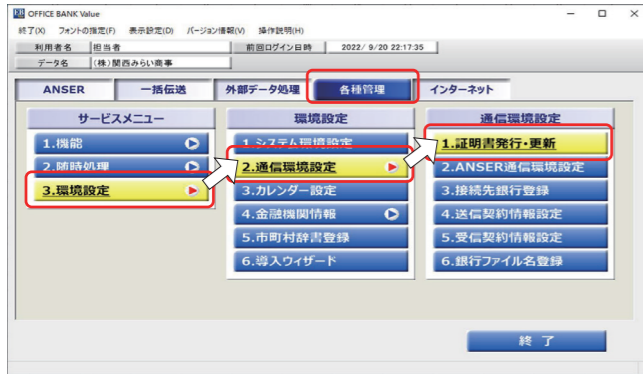 OFFICE BANK Value
終了(X) フォントの指定(F) 表示設定(D) バージョン情報(V) 操作説明(H)
利用者名 担当者 前回ログイン日時 2022/ 9/20 22:17:35
データ名 (株)関西みらい商事
ANSER 一括伝送 外部データ処理 各種管理 インターネット
サービスメニュー 環境設定 通信環境設定
1.機能 1.システム環境設定 1.証明書発行・更新
2.随時処理 2.通信環境設定 2.ANSER通信環境設定
3.環境設定 3.カレンダー設定 3.接続先銀行登録
4.金融機関情報 4.送信契約情報設定
5.市町村辞書登録 5.受信契約情報設定
6.導入ウィザード 6.銀行ファイル名登録
終 了